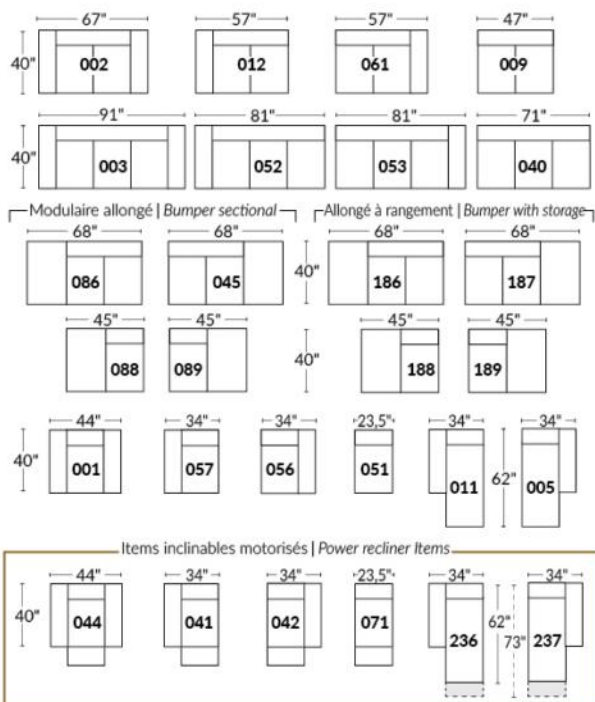 67" 57" 57" 47"
40" 002 012 061 009
91" 81" 81" 71"
40" 003 052 053 040
Modulaire allongé | Bumper sectional Allongé à rangement | Bumper with storage
68" 68" 68" 68"
086 045 40" 186 187
45" 45" 45" 45"
088 089 40" 188 189
44" 34" 34" 23,5" 34" 34"
40" 001 057 056 051 011 62" 005
Items inclinables motorisés | Power recliner Items
44" 34" 34" 23,5" 34" 34"
40" 044 041 042 071 236 62" 73" 237